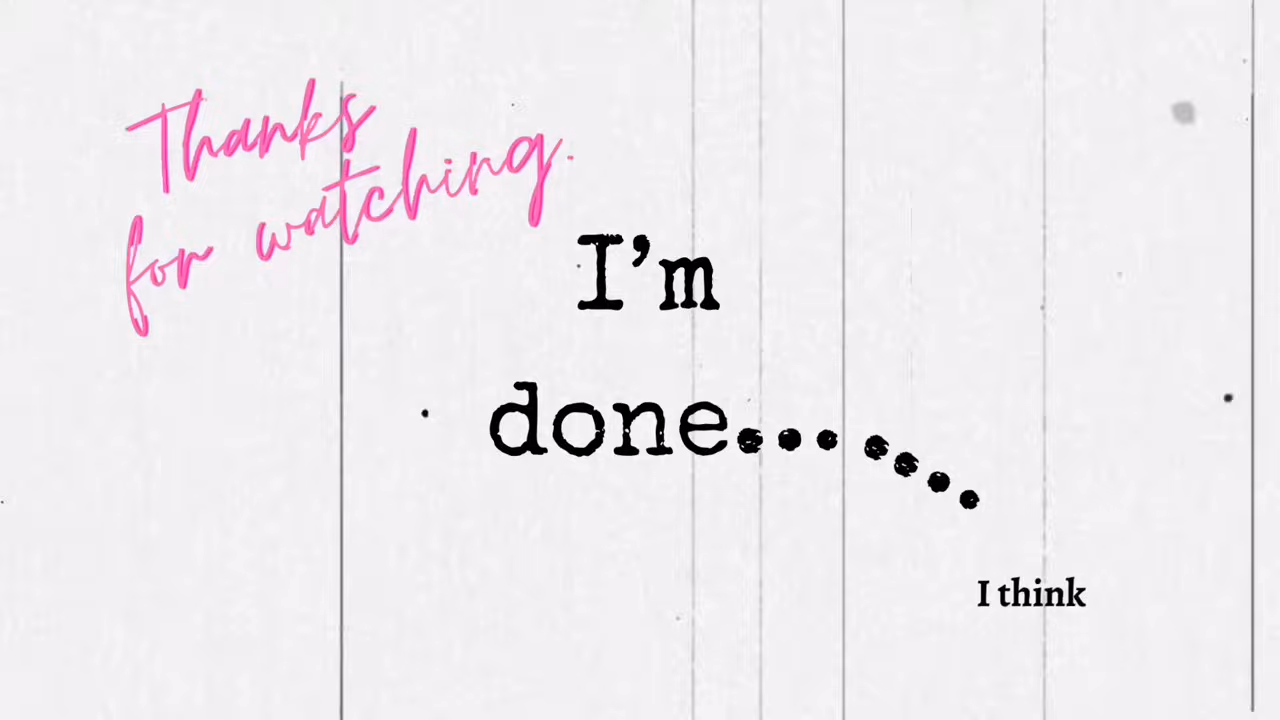 Thanks
for watching.
I’m
done.......
I think